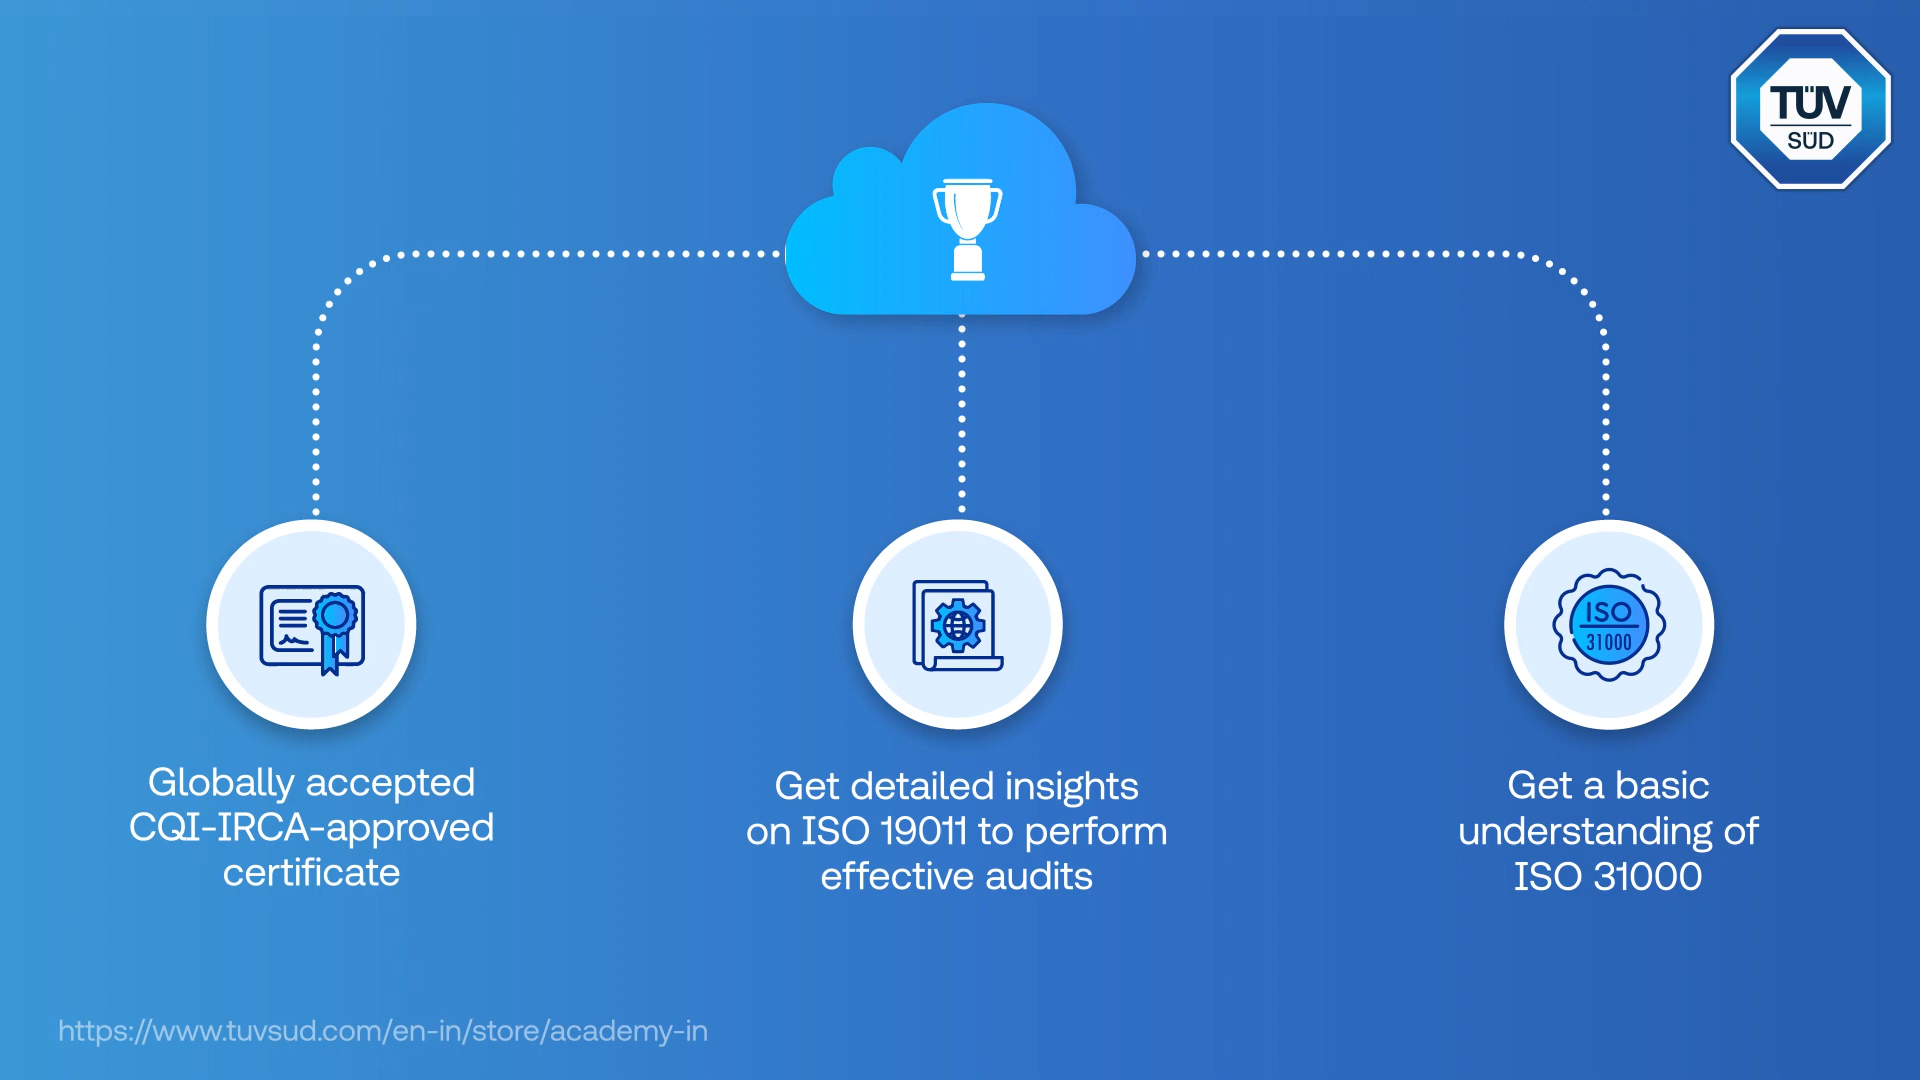 TÜV
SÜD
ISO
31000
Globally accepted
CQI-IRCA-approved
certificate
Get detailed insights
on ISO 19011 to perform
effective audits
Get a basic
understanding of
ISO 31000
https://www.tuvsud.com/en-in/store/academy-in